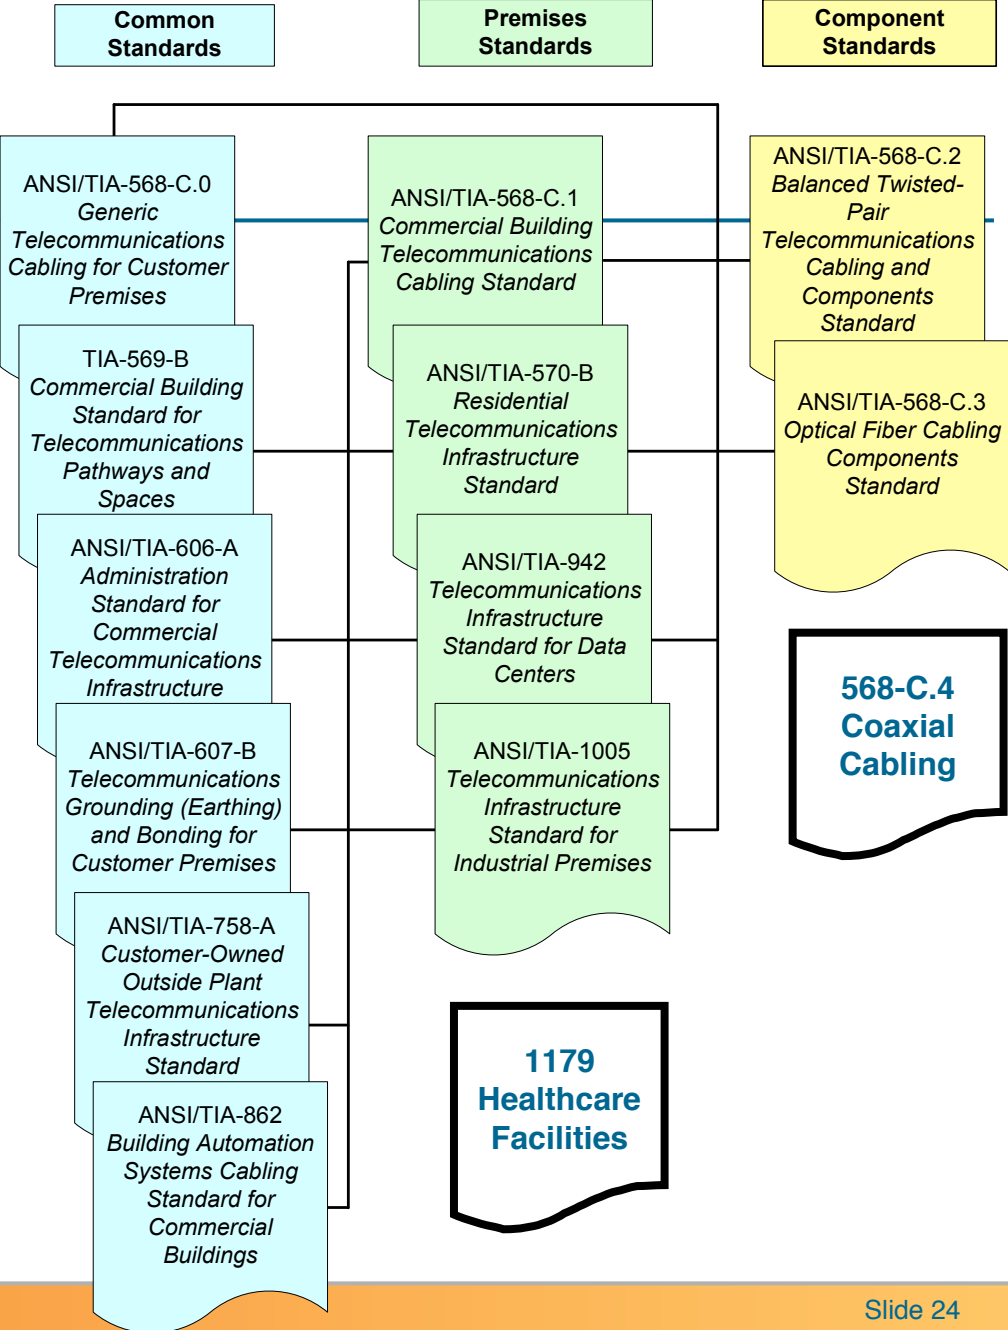 Common
Standards
Premises
Standards
Component
Standards
ANSI/TIA-568-C.0
Generic
Telecommunications
Cabling for Customer
Premises
TIA-569-B
Commercial Building
Standard for
Telecommunications
Pathways and
Spaces
ANSI/TIA-606-A
Administration
Standard for
Commercial
Telecommunications
Infrastructure
ANSI/TIA-607-B
Telecommunications
Grounding (Earthing)
and Bonding for
Customer Premises
ANSI/TIA-758-A
Customer-Owned
Outside Plant
Telecommunications
Infrastructure
Standard
ANSI/TIA-862
Building Automation
Systems Cabling
Standard for
Commercial
Buildings
ANSI/TIA-568-C.1
Commercial Building
Telecommunications
Cabling Standard
ANSI/TIA-570-B
Residential
Telecommunications
Infrastructure
Standard
ANSI/TIA-942
Telecommunications
Infrastructure
Standard for Data
Centers
ANSI/TIA-1005
Telecommunications
Infrastructure
Standard for
Industrial Premises
1179
Healthcare
Facilities
ANSI/TIA-568-C.2
Balanced Twisted-
Pair
Telecommunications
Cabling and
Components
Standard
ANSI/TIA-568-C.3
Optical Fiber Cabling
Components
Standard
568-C.4
Coaxial
Cabling
Slide 24